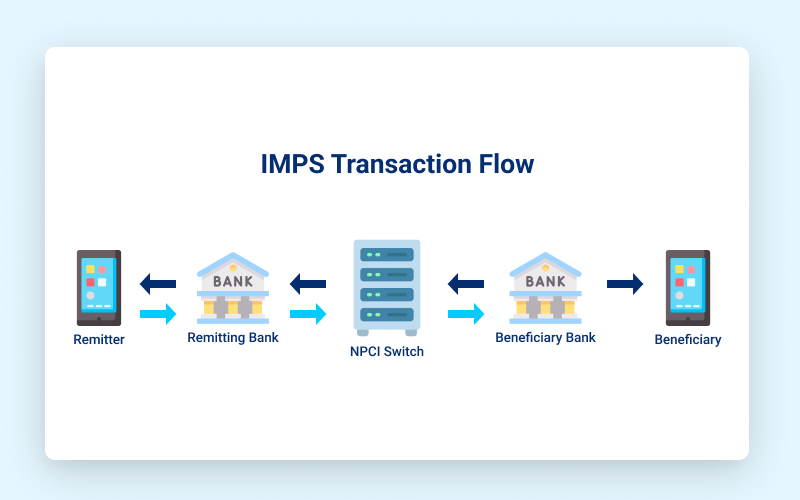 IMPS Transaction Flow
BANK
BANK
Remitter
Remitting Bank
NPCI Switch
Beneficiary Bank
Beneficiary